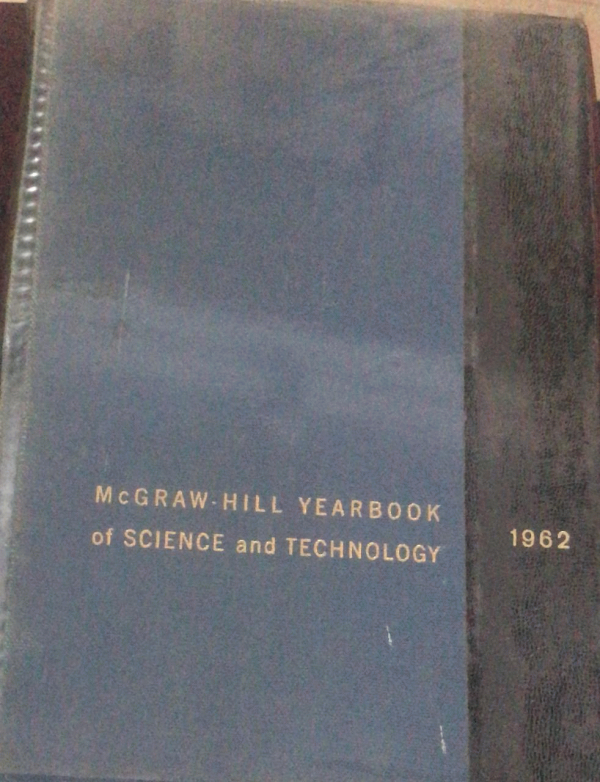 McGRAW-HILL YEARBOOK
of SCIENCE and TECHNOLOGY
1962